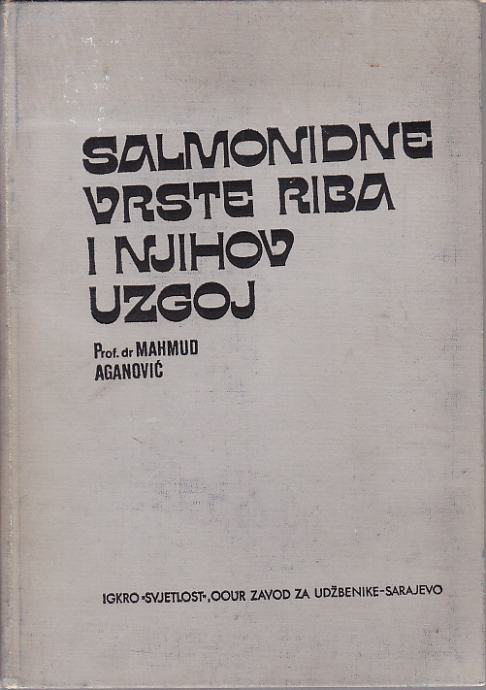 SALMONIDNE
VRSTE RIBA
I NJIHOV
UZGOJ
Prof. dr MAHMUD
AGANOVIĆ
IGKRO »SVJETLOST«, OOUR ZAVOD ZA UDŽBENIKE-SARAJEVO